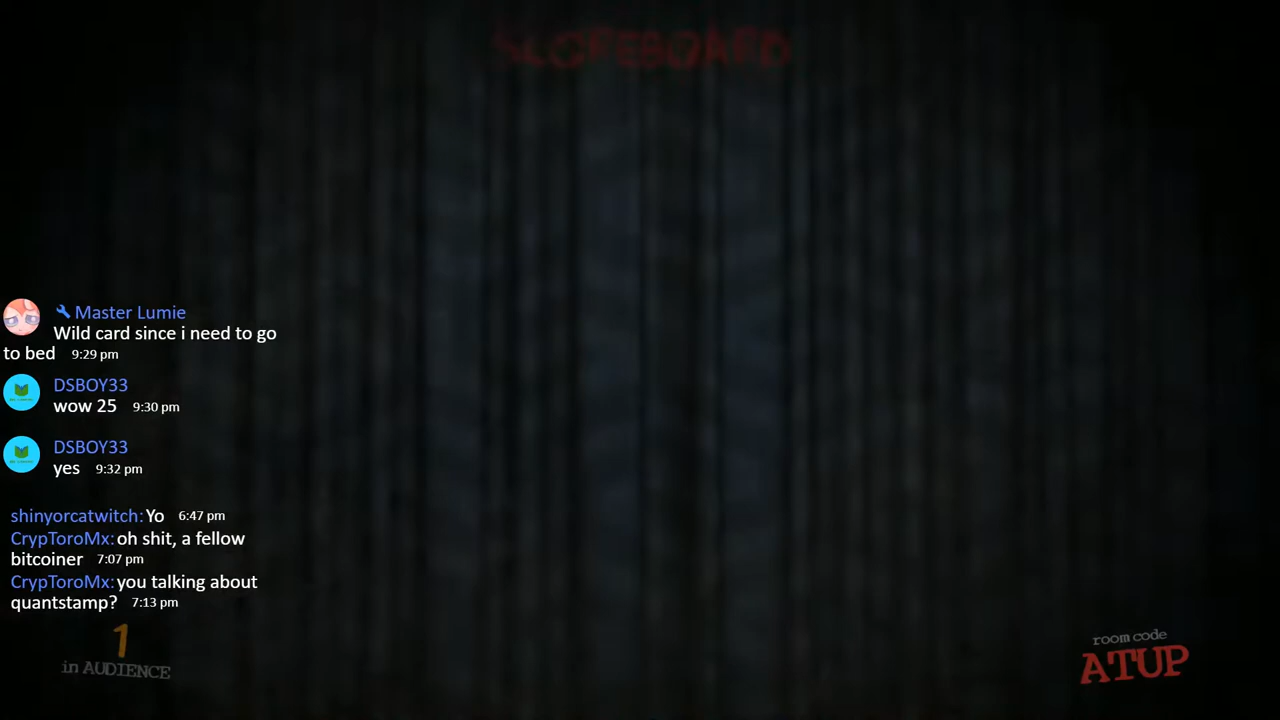 SCOREBOARD
Master Lumie
Wild card since i need to go
to bed 9:29 pm
DSBOY33
wow 25 9:30 pm
DSBOY33
yes 9:32 pm
shinyorcatwitch: Yo 6:47 pm
CrypToroMx: oh shit, a fellow
bitcoiner 7:07 pm
CrypToroMx: you talking about
quantstamp? 7:13 pm
1
in AUDIENCE
room code
ATUP